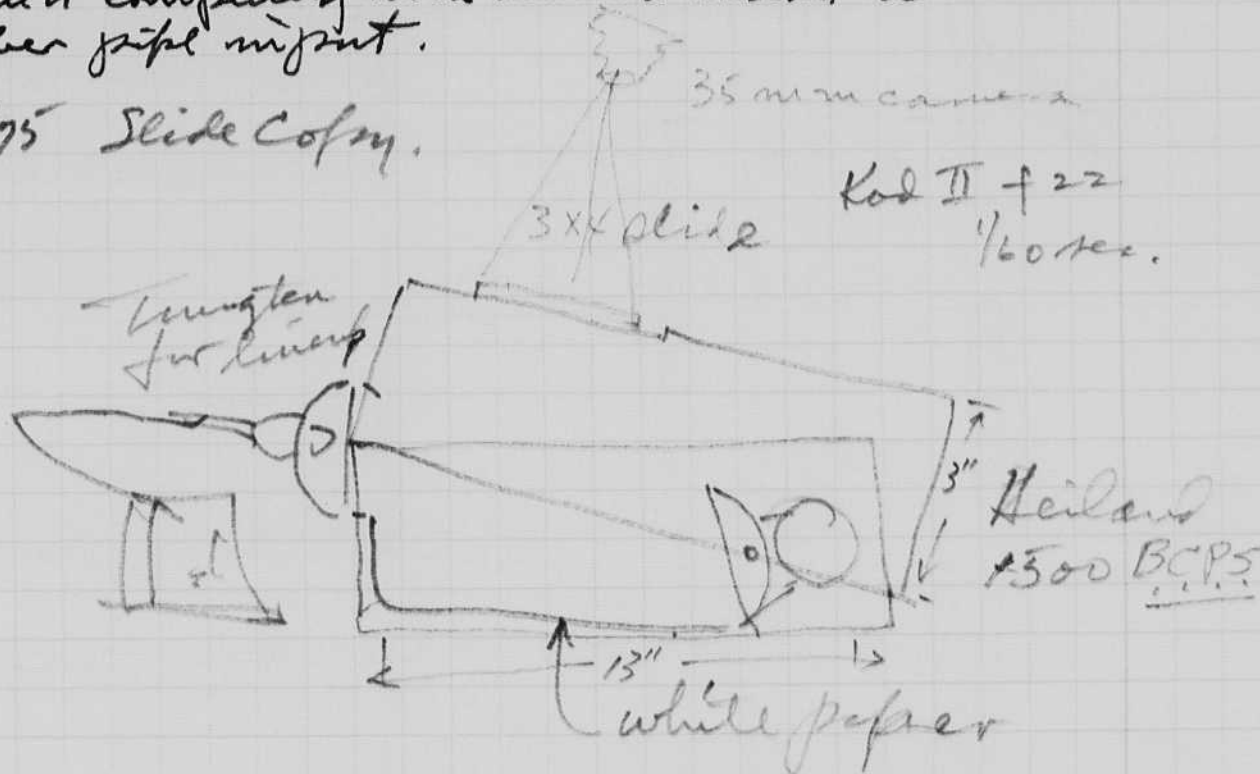 pipe input.
75 Slide Copy.
35 mm camera
Kod II f 22
1/60 sec.
3x4 slide
Tungsten
for lineup
3"
Heiland
1500 BCPS
13"
white paper